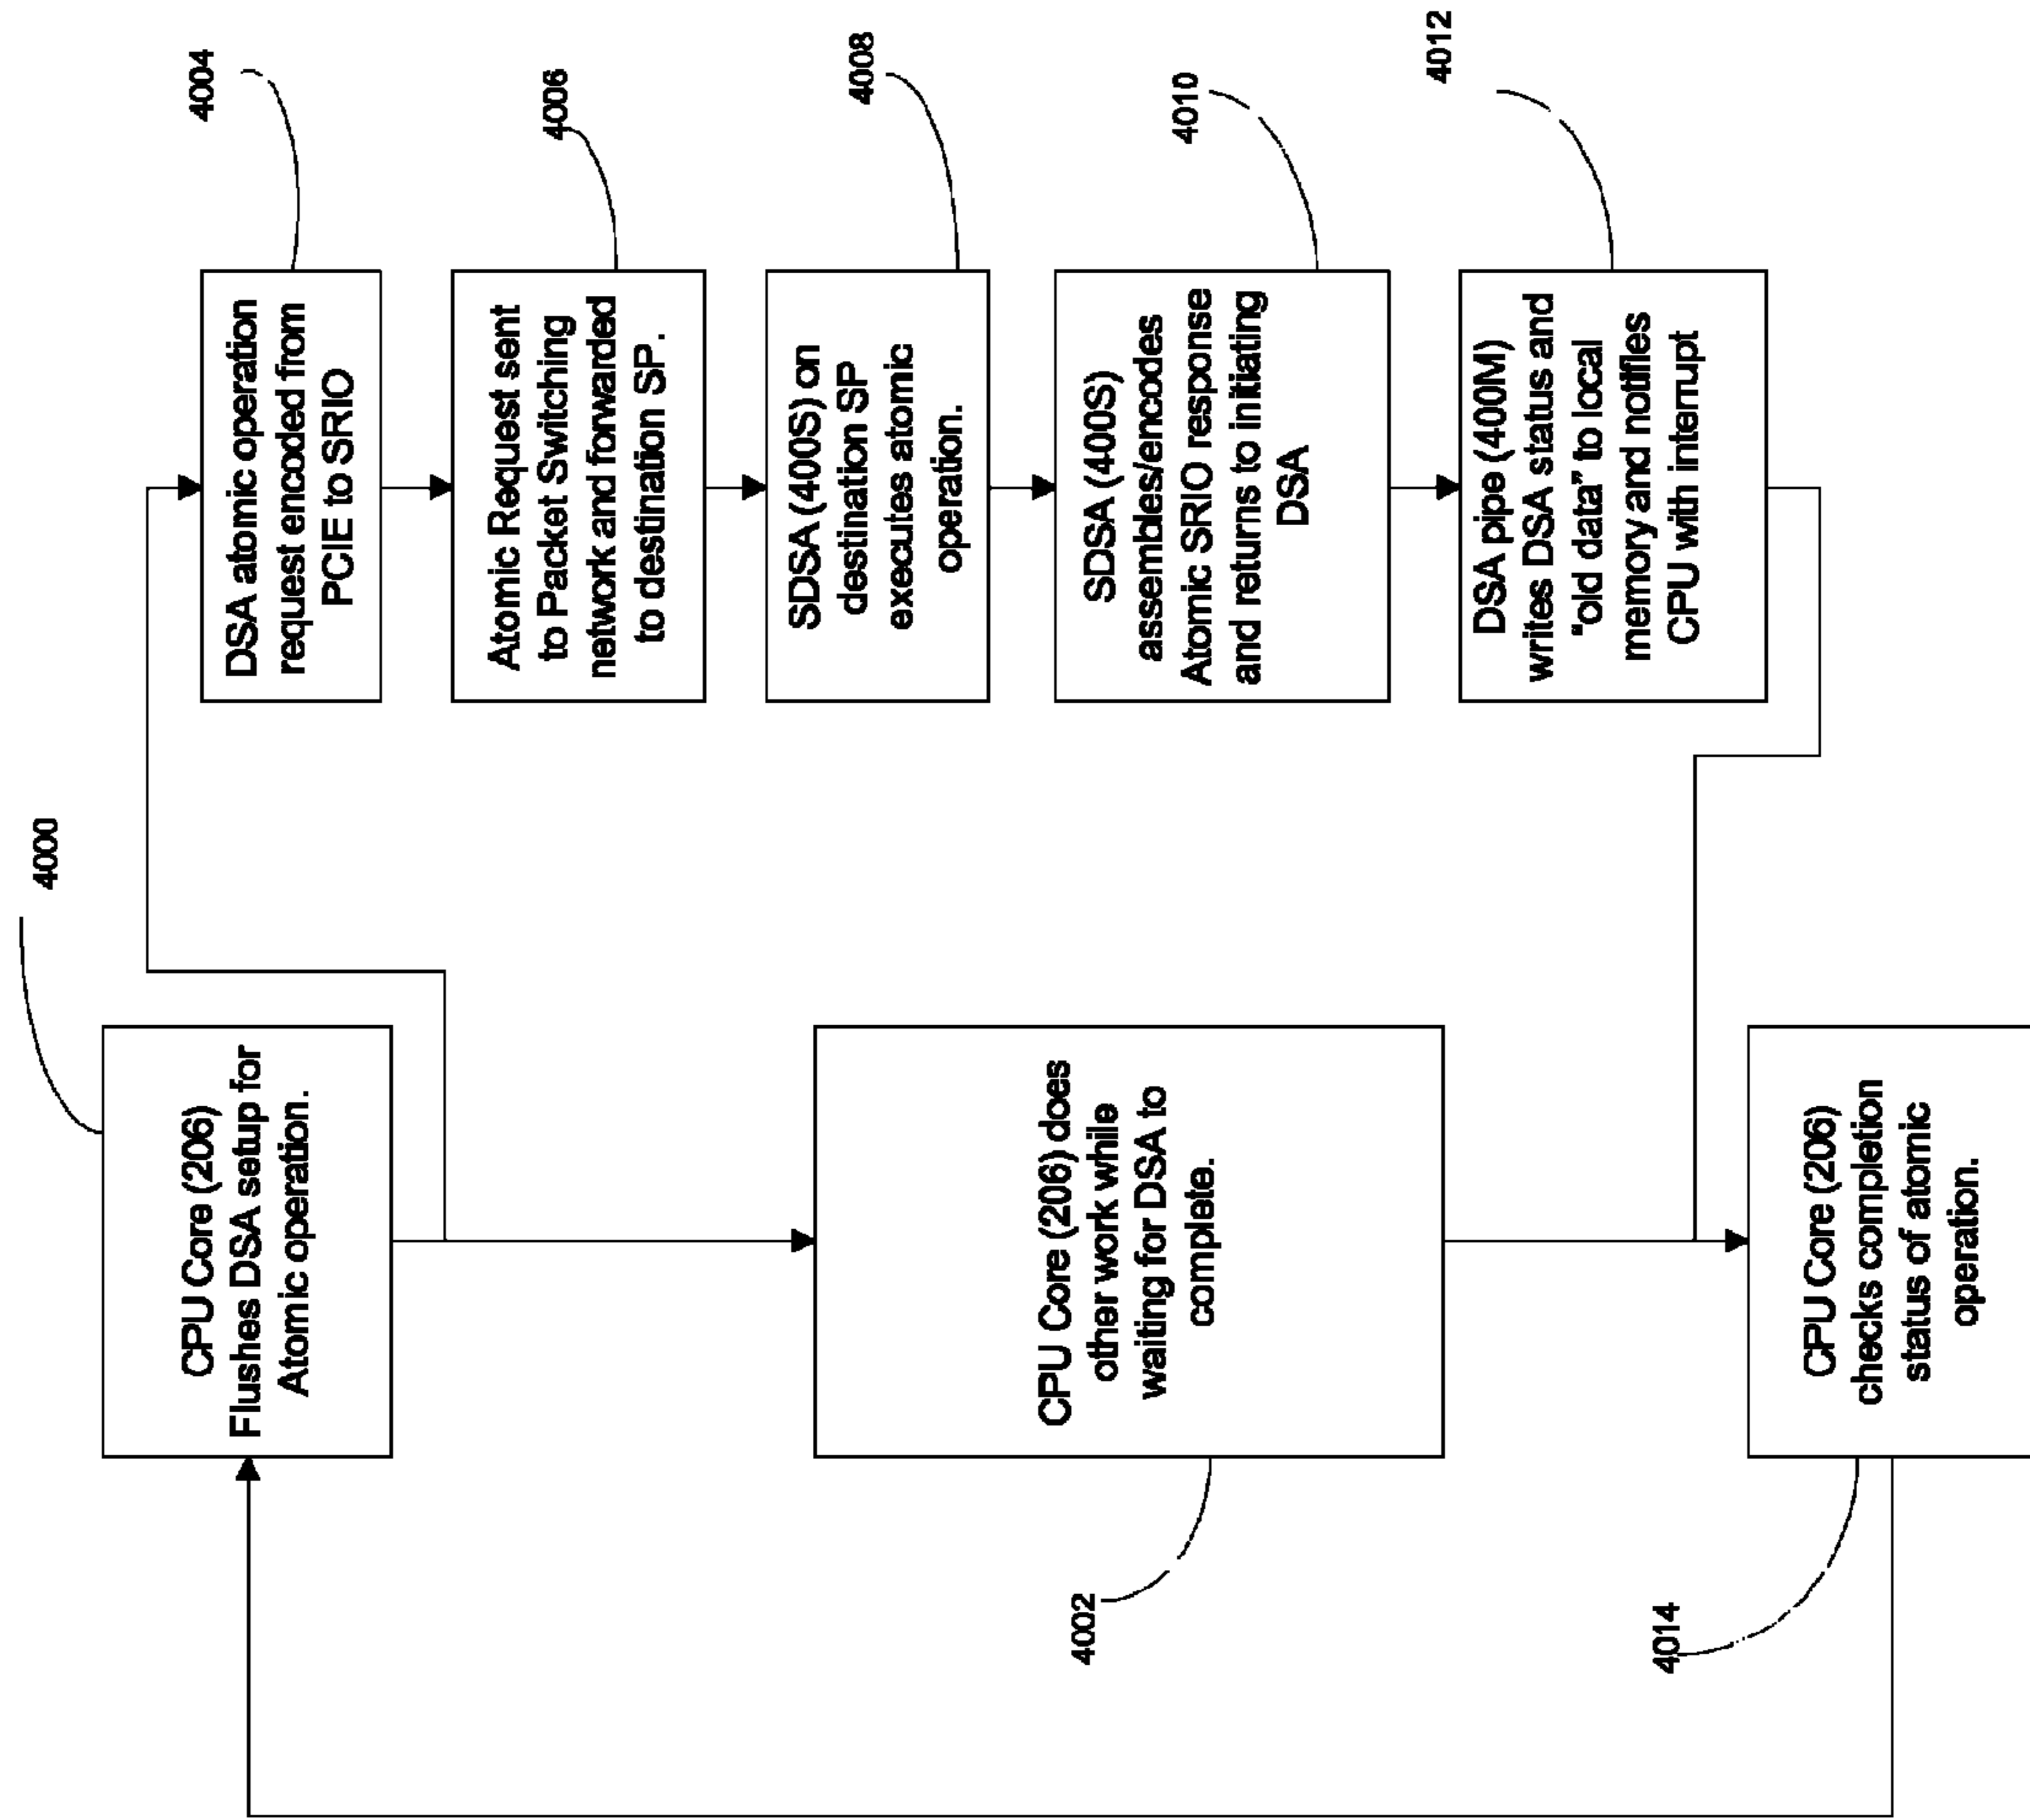 4000
CPU Core (206)
Flushes DSA setup for
Atomic operation.
4002
CPU Core (206) does
other work while
waiting for DSA to
complete.
4014
CPU Core (206)
checks completion
status of atomic
operation.
4004
DSA atomic operation
request encoded from
PCIE to SRIO
4006
Atomic Request sent
to Packet Switching
network and forwarded
to destination SP.
4008
SDSA (400S) on
destination SP
executes atomic
operation.
4010
SDSA (400S)
assembles/encodes
Atomic SRIO response
and returns to initiating
DSA
4012
DSA pipe (400M)
writes DSA status and
"old data" to local
memory and notifies
CPU with interrupt